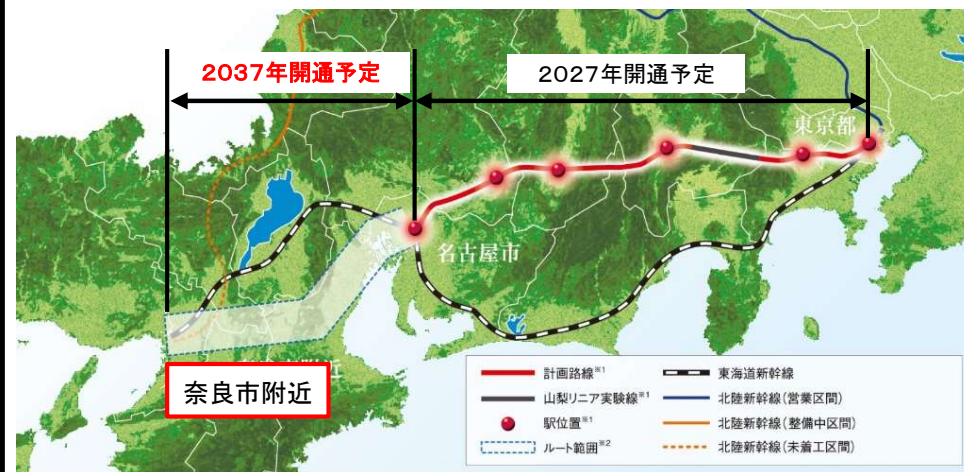 2037年開通予定
2027年開通予定
東京都
名古屋市
奈良市附近
計画路線※1
山梨リニア実験線※1
駅位置※1
ルート範囲※2
東海道新幹線
北陸新幹線(営業区間)
北陸新幹線(整備中区間)
北陸新幹線(未着工区間)